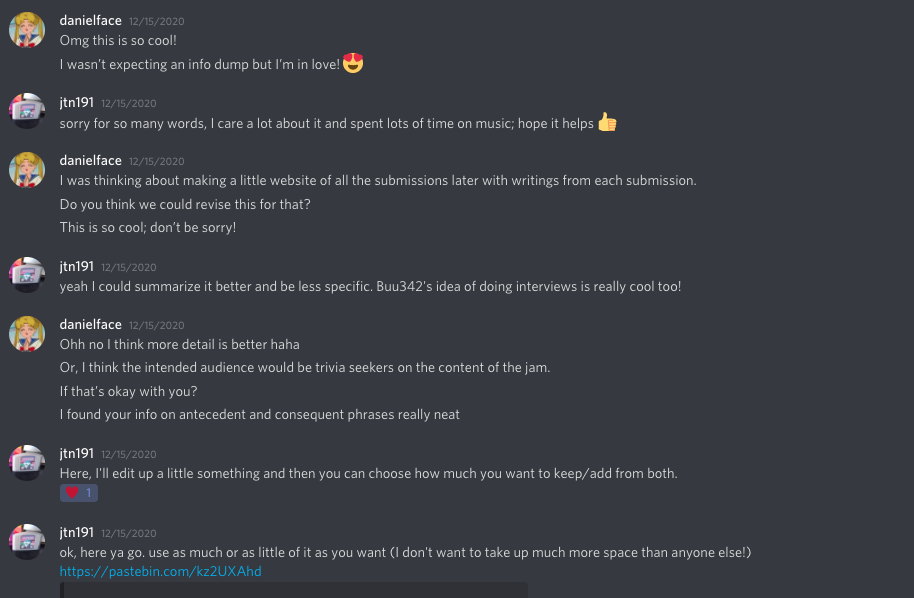 danielface 12/15/2020
Omg this is so cool!
I wasn't expecting an info dump but I'm in love! 😍
jtn191 12/15/2020
sorry for so many words, I care a lot about it and spent lots of time on music; hope it helps 👍
danielface 12/15/2020
I was thinking about making a little website of all the submissions later with writings from each submission.
Do you think we could revise this for that?
This is so cool; don't be sorry!
jtn191 12/15/2020
yeah I could summarize it better and be less specific. Buu342's idea of doing interviews is really cool too!
danielface 12/15/2020
Ohh no I think more detail is better haha
Or, I think the intended audience would be trivia seekers on the content of the jam.
If that's okay with you?
I found your info on antecedent and consequent phrases really neat
jtn191 12/15/2020
Here, I'll edit up a little something and then you can choose how much you want to keep/add from both.
❤️ 1
jtn191 12/15/2020
ok, here ya go. use as much or as little of it as you want (I don't want to take up much more space than anyone else!)
https://pastebin.com/kz2UXAhd